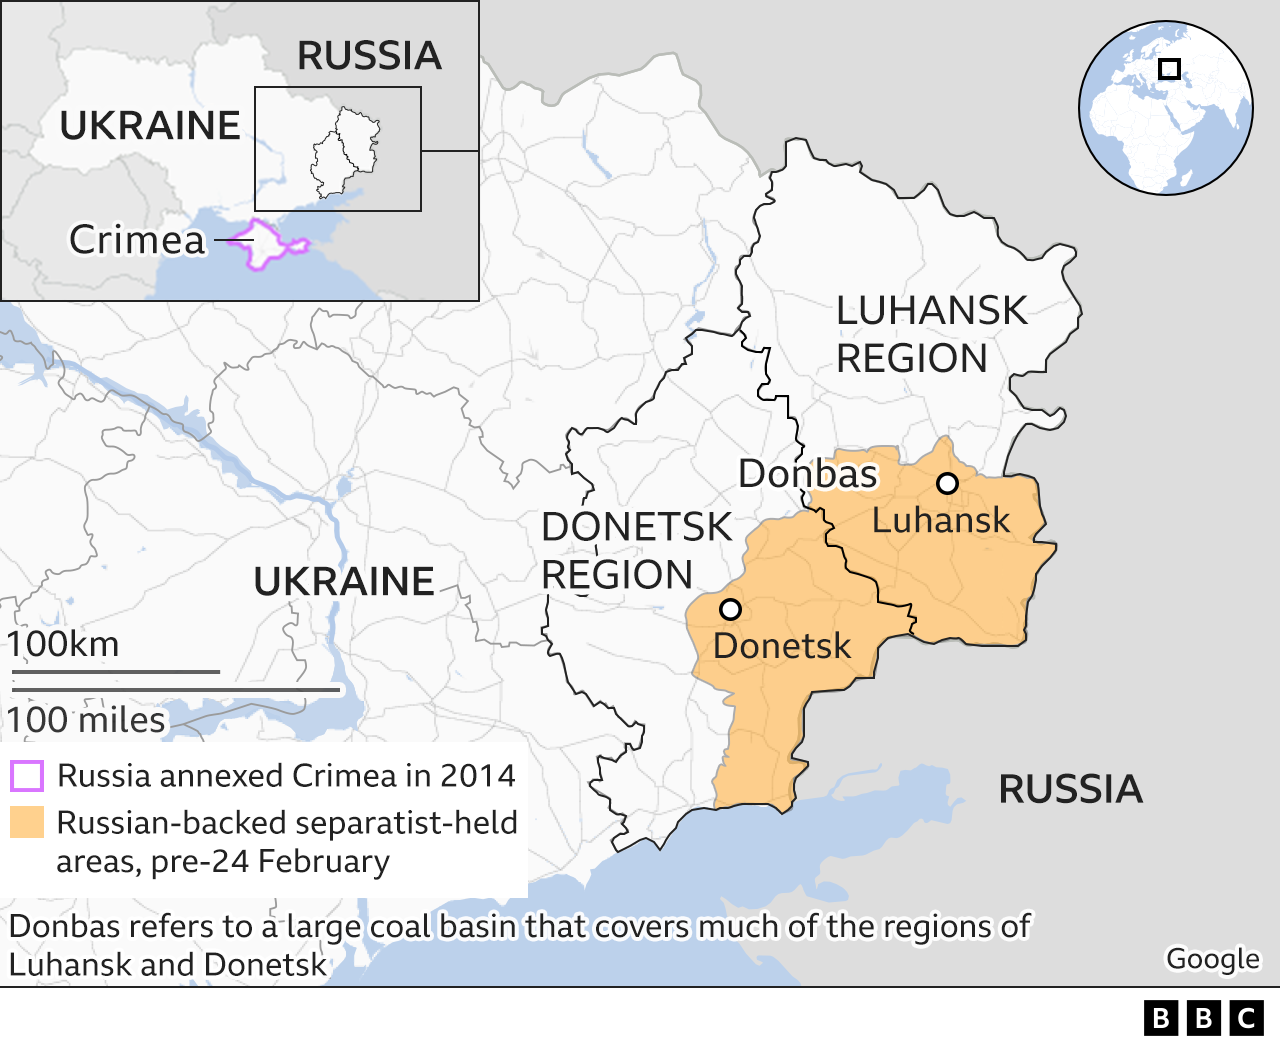 RUSSIA
UKRAINE
Crimea
LUHANSK
REGION
Donbas
Luhansk
DONETSK
REGION
UKRAINE
Donetsk
100km
100 miles
RUSSIA
Russia annexed Crimea in 2014
Russian-backed separatist-held
areas, pre-24 February
Donbas refers to a large coal basin that covers much of the regions of
Luhansk and Donetsk
Google
BBC